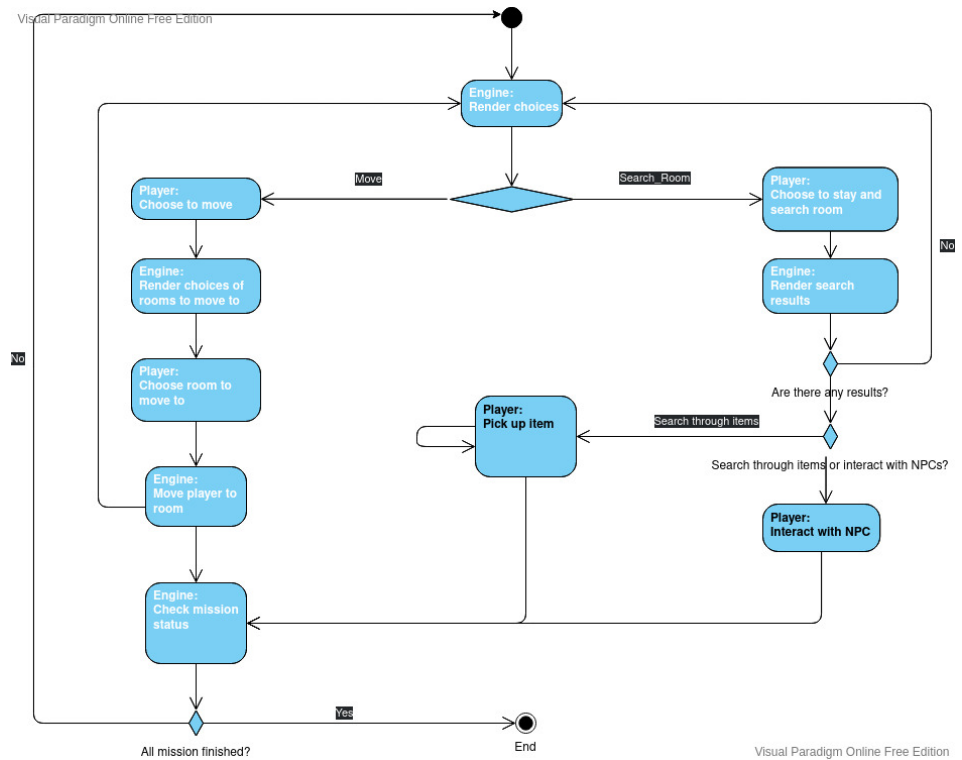 Visual Paradigm Online Free Edition
Engine:
Render choices
Move
Search_Room
Player:
Choose to move
Player:
Choose to stay and
search room
No
Engine:
Render choices of
rooms to move to
Engine:
Render search
results
No
Player:
Choose room to
move to
Are there any results?
Player:
Pick up item
Search through items
Search through items or interact with NPCs?
Engine:
Move player to
room
Player:
Interact with NPC
Engine:
Check mission
status
Yes
End
All mission finished?
Visual Paradigm Online Free Edition